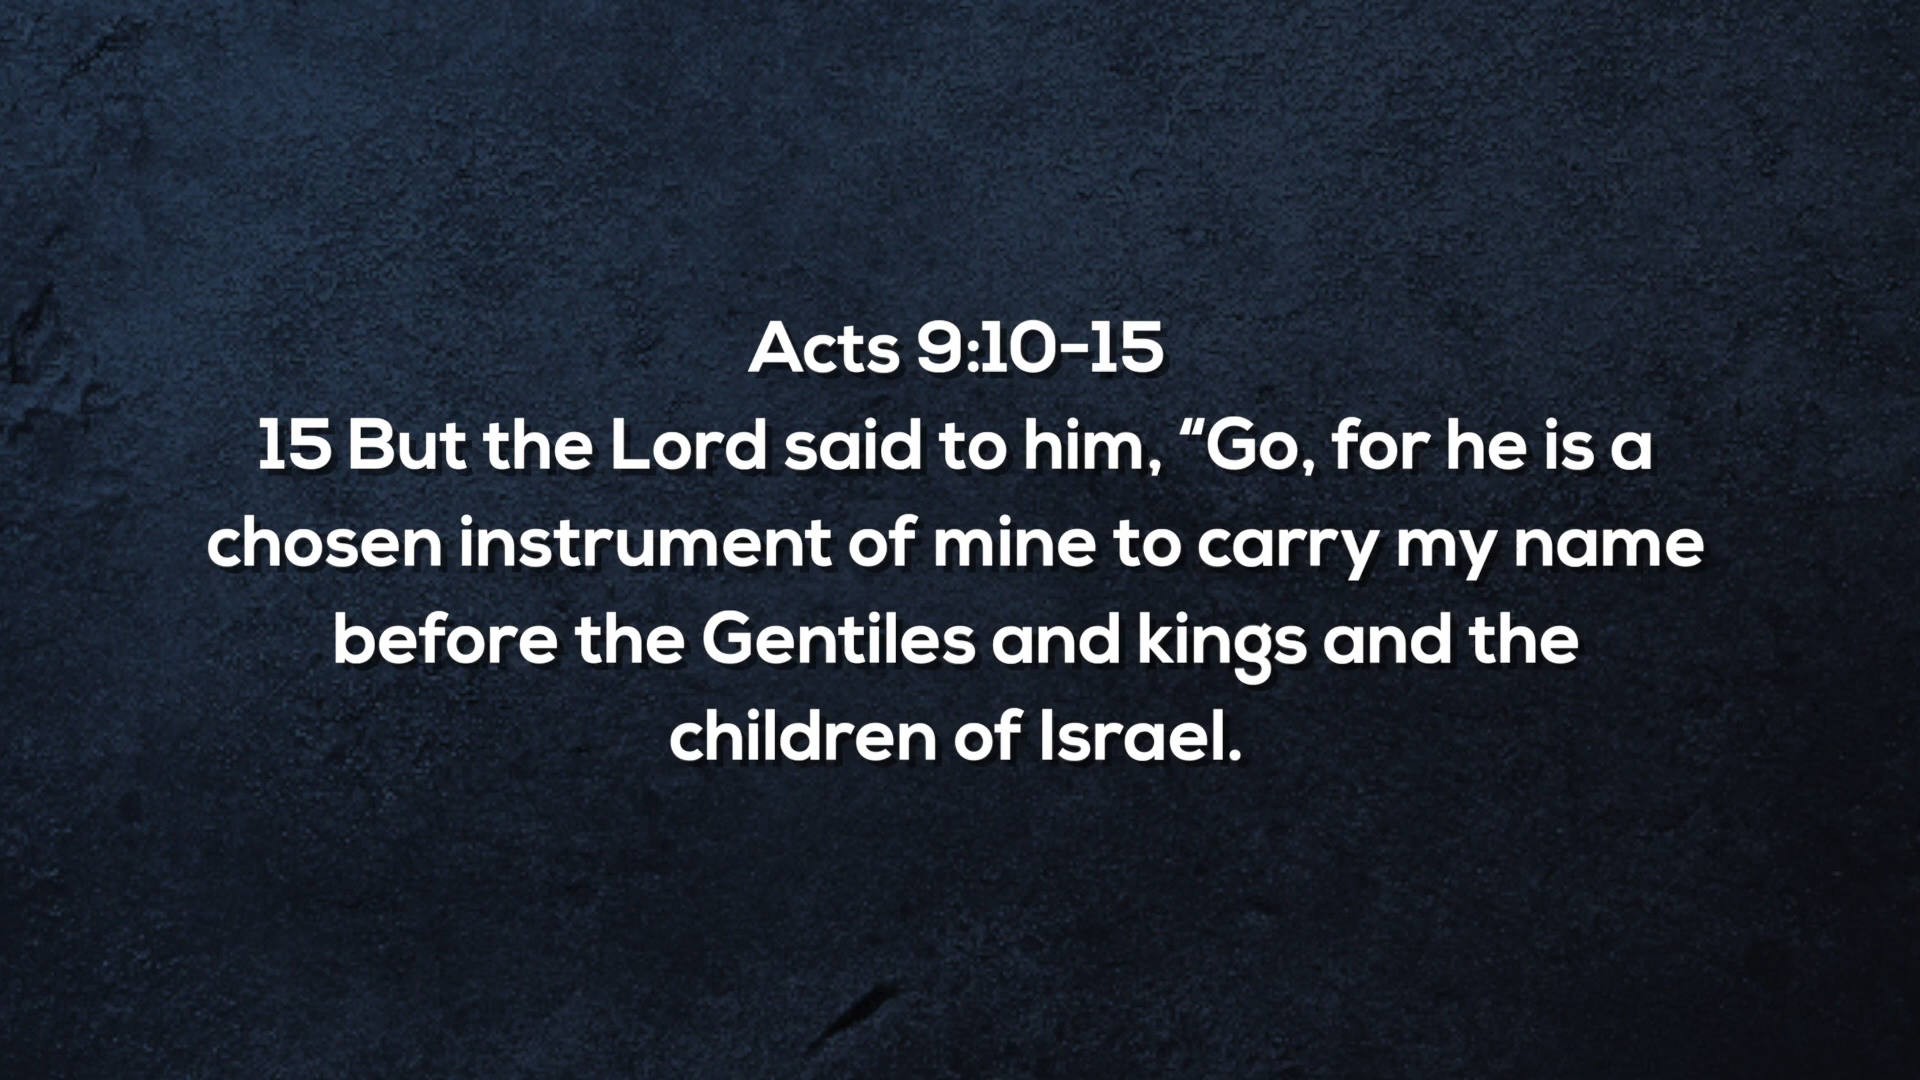 Acts 9:10-15
15 But the Lord said to him, “Go, for he is a
chosen instrument of mine to carry my name
before the Gentiles and kings and the
children of Israel.